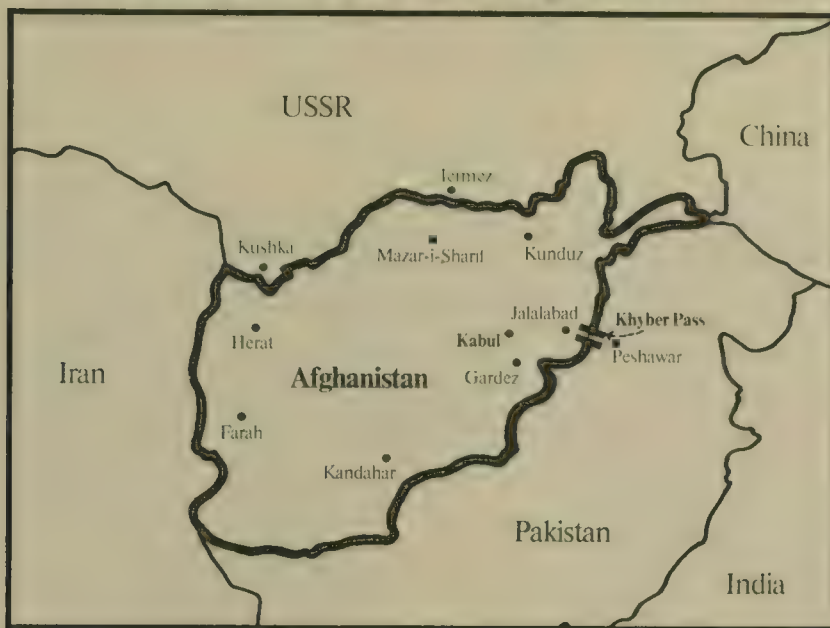 USSR
China
Termez
Kushka
Mazar-i-Sharif
Kunduz
Jalalabad
Khyber Pass
Herat
Kabul
Peshawar
Iran
Afghanistan
Gardez
Farah
Kandahar
Pakistan
India